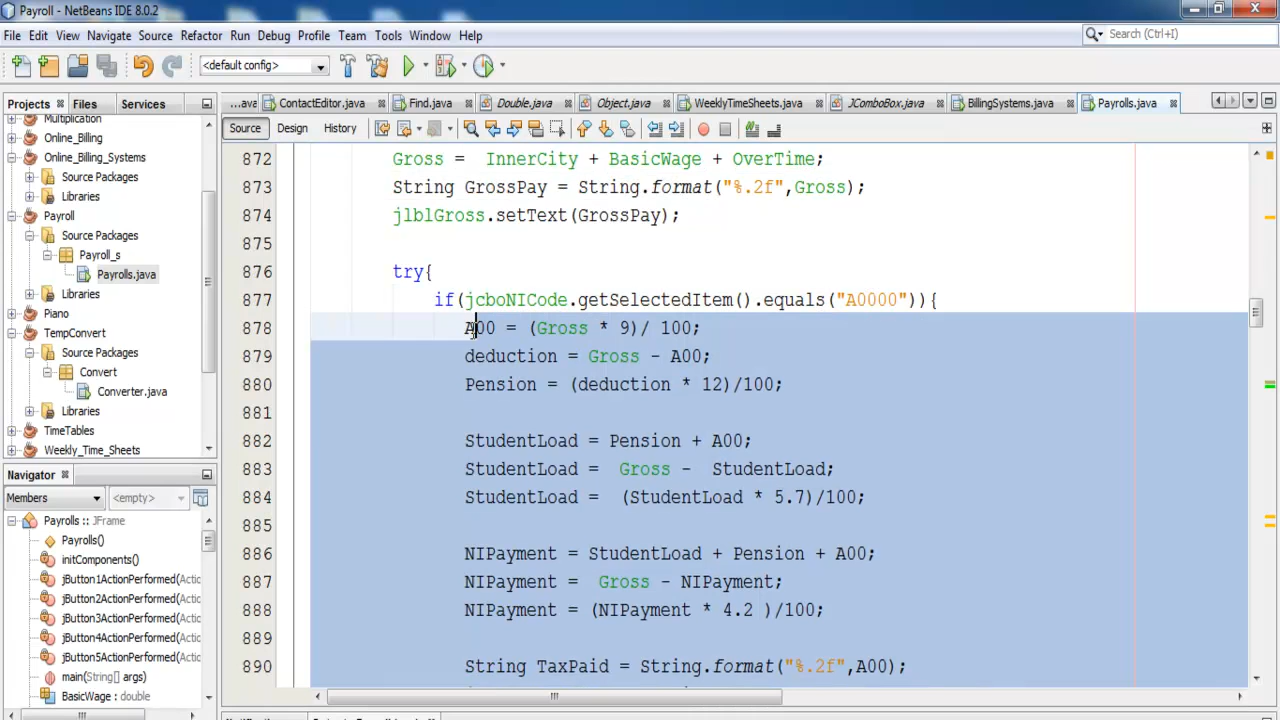 Payroll - NetBeans IDE 8.0.2
File Edit View Navigate Source Refactor Run Debug Profile Team Tools Window Help
Search (Ctrl+I)
<default config>
Projects Files Services
...ava ContactEditor.java Find.java Double.java Object.java WeeklyTimeSheets.java JComboBox.java BillingSystems.java Payrolls.java
Source Design History
Multiplication
Online_Billing
Online_Billing_Systems
Source Packages
Libraries
Payroll
Source Packages
Payroll_s
Payrolls.java
Libraries
Piano
TempConvert
Source Packages
Convert
Converter.java
Libraries
TimeTables
Weekly_Time_Sheets
Navigator
Members <empty>
Payrolls :: JFrame
Payrolls()
initComponents()
jButton1ActionPerformed(Actic
jButton2ActionPerformed(Actic
jButton3ActionPerformed(Actic
jButton4ActionPerformed(Actic
jButton5ActionPerformed(Actic
main(String[] args)
BasicWage : double
872 Gross = InnerCity + BasicWage + OverTime;
873 String GrossPay = String.format("%.2f",Gross);
874 jlblGross.setText(GrossPay);
875
876 try{
877 if(jcboNICode.getSelectedItem().equals("A0000")){
878 A00 = (Gross * 9)/ 100;
879 deduction = Gross - A00;
880 Pension = (deduction * 12)/100;
881
882 StudentLoad = Pension + A00;
883 StudentLoad = Gross - StudentLoad;
884 StudentLoad = (StudentLoad * 5.7)/100;
885
886 NIPayment = StudentLoad + Pension + A00;
887 NIPayment = Gross - NIPayment;
888 NIPayment = (NIPayment * 4.2 )/100;
889
890 String TaxPaid = String.format("%.2f",A00);